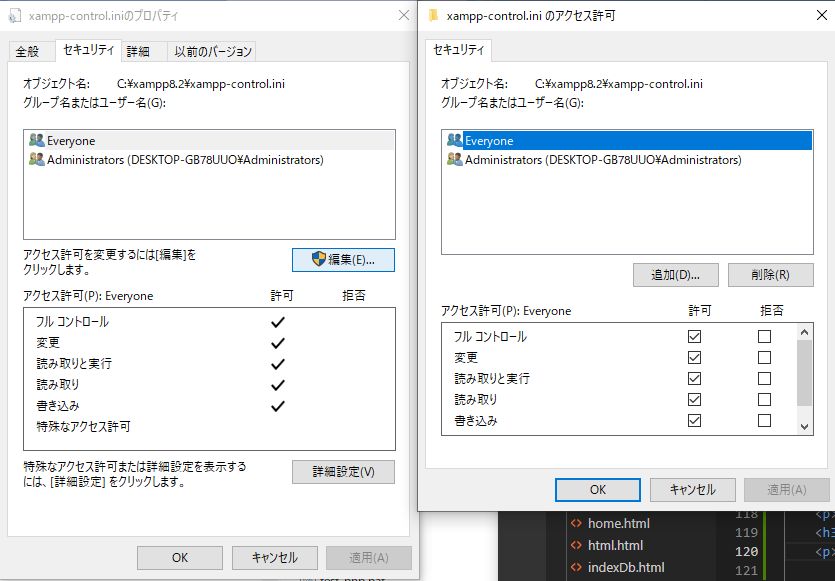 xampp-control.iniのプロパティ
全般
セキュリティ
詳細
以前のバージョン
オブジェクト名: C:¥xampp8.2¥xampp-control.ini
グループ名またはユーザー名(G):
Everyone
Administrators (DESKTOP-GB78UUO¥Administrators)
アクセス許可を変更するには[編集]を
クリックします。
編集(E)...
アクセス許可(P): Everyone 許可 拒否
フル コントロール
変更
読み取りと実行
読み取り
書き込み
特殊なアクセス許可
特殊なアクセス許可または詳細設定を表示する
には、[詳細設定] をクリックします。
詳細設定(V)
OK
キャンセル
適用(A)
xampp-control.ini のアクセス許可
セキュリティ
オブジェクト名: C:¥xampp8.2¥xampp-control.ini
グループ名またはユーザー名(G):
Everyone
Administrators (DESKTOP-GB78UUO¥Administrators)
追加(D)...
削除(R)
アクセス許可(P): Everyone 許可 拒否
フル コントロール
変更
読み取りと実行
読み取り
書き込み
OK
キャンセル
適用(A)
home.html
html.html
indexDb.html
118 <p>
119 <h3
120 <p>
121